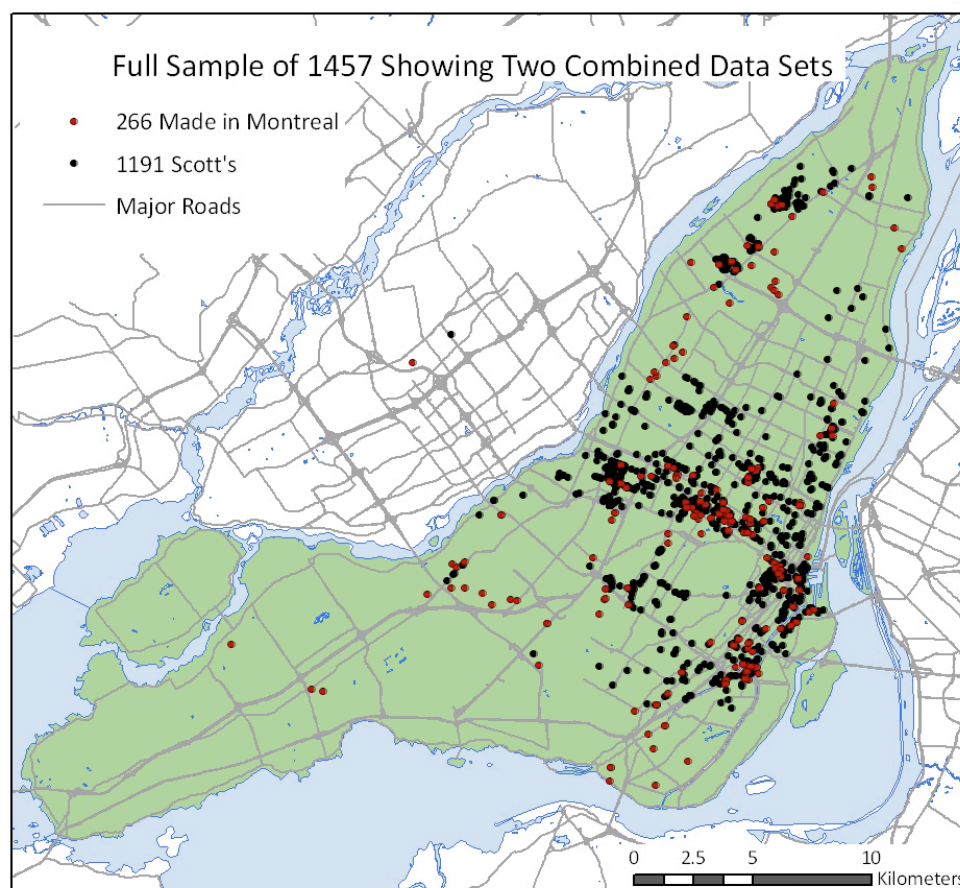 Full Sample of 1457 Showing Two Combined Data Sets
266 Made in Montreal
1191 Scott's
Major Roads
0 2.5 5 10
Kilometers